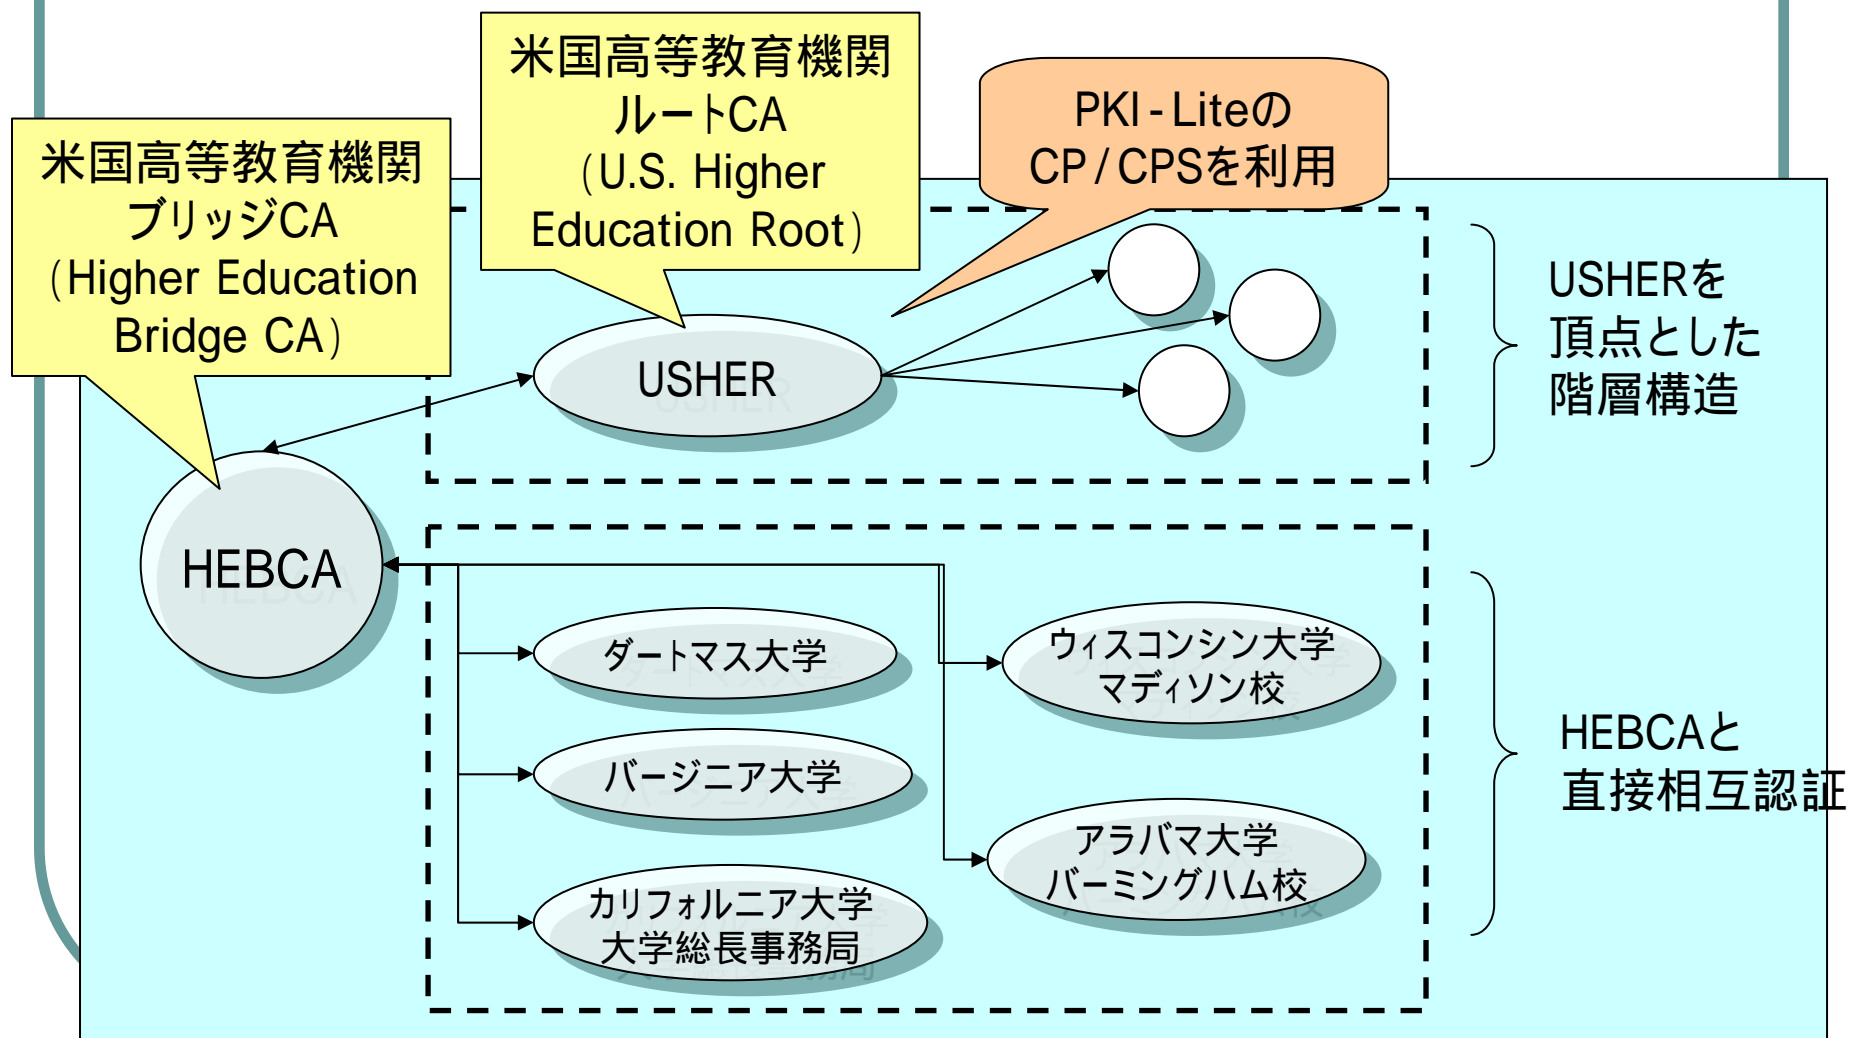 米国高等教育機関
ルートCA
(U.S. Higher
Education Root)
PKI-Liteの
CP/CPSを利用
米国高等教育機関
ブリッジCA
(Higher Education
Bridge CA)
USHER
USHERを
頂点とした
階層構造
HEBCA
ダートマス大学
バージニア大学
カリフォルニア大学
大学総長事務局
ウィスコンシン大学
マディソン校
アラバマ大学
バーミングハム校
HEBCAと
直接相互認証